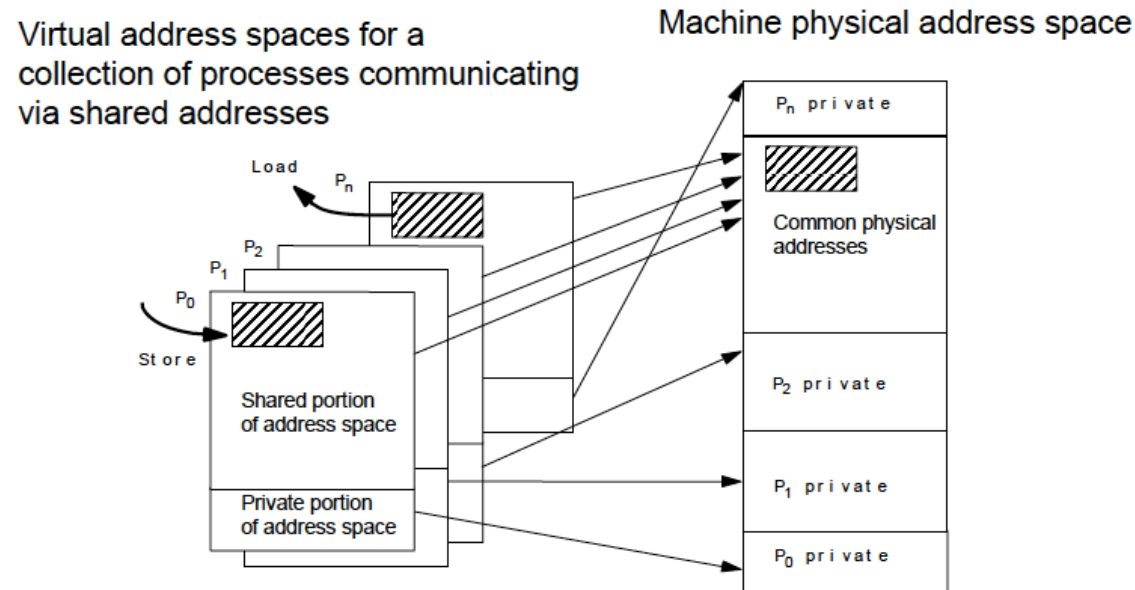 Virtual address spaces for a
collection of processes communicating
via shared addresses
Machine physical address space
Load
Pn
P2
P1
P0
Store
Shared portion
of address space
Private portion
of address space
Pn private
Common physical
addresses
P2 private
P1 private
P0 private